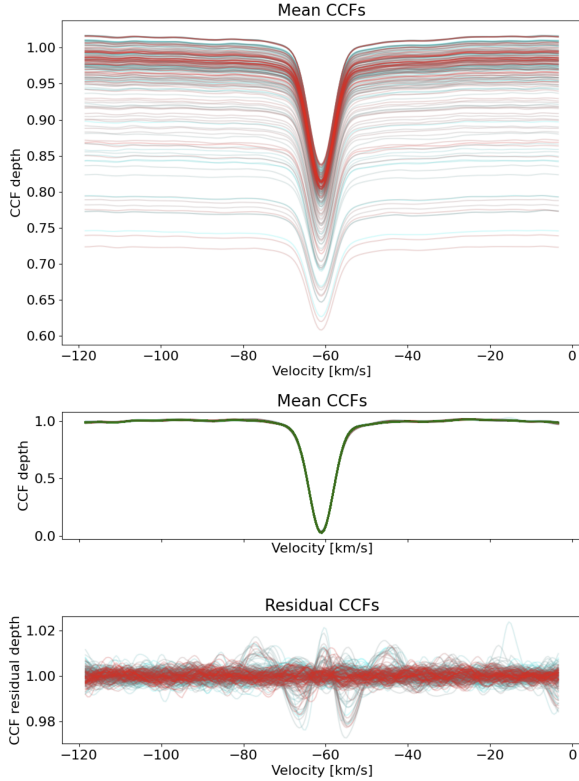 Mean CCFs
1.00
0.95
0.90
0.85
0.80
0.75
0.70
0.65
0.60
CCF depth
−120 −100 −80 −60 −40 −20 0
Velocity [km/s]
Mean CCFs
1.0
0.5
0.0
CCF depth
Velocity [km/s]
Residual CCFs
1.02
1.00
0.98
CCF residual depth
−120 −100 −80 −60 −40 −20 0
Velocity [km/s]